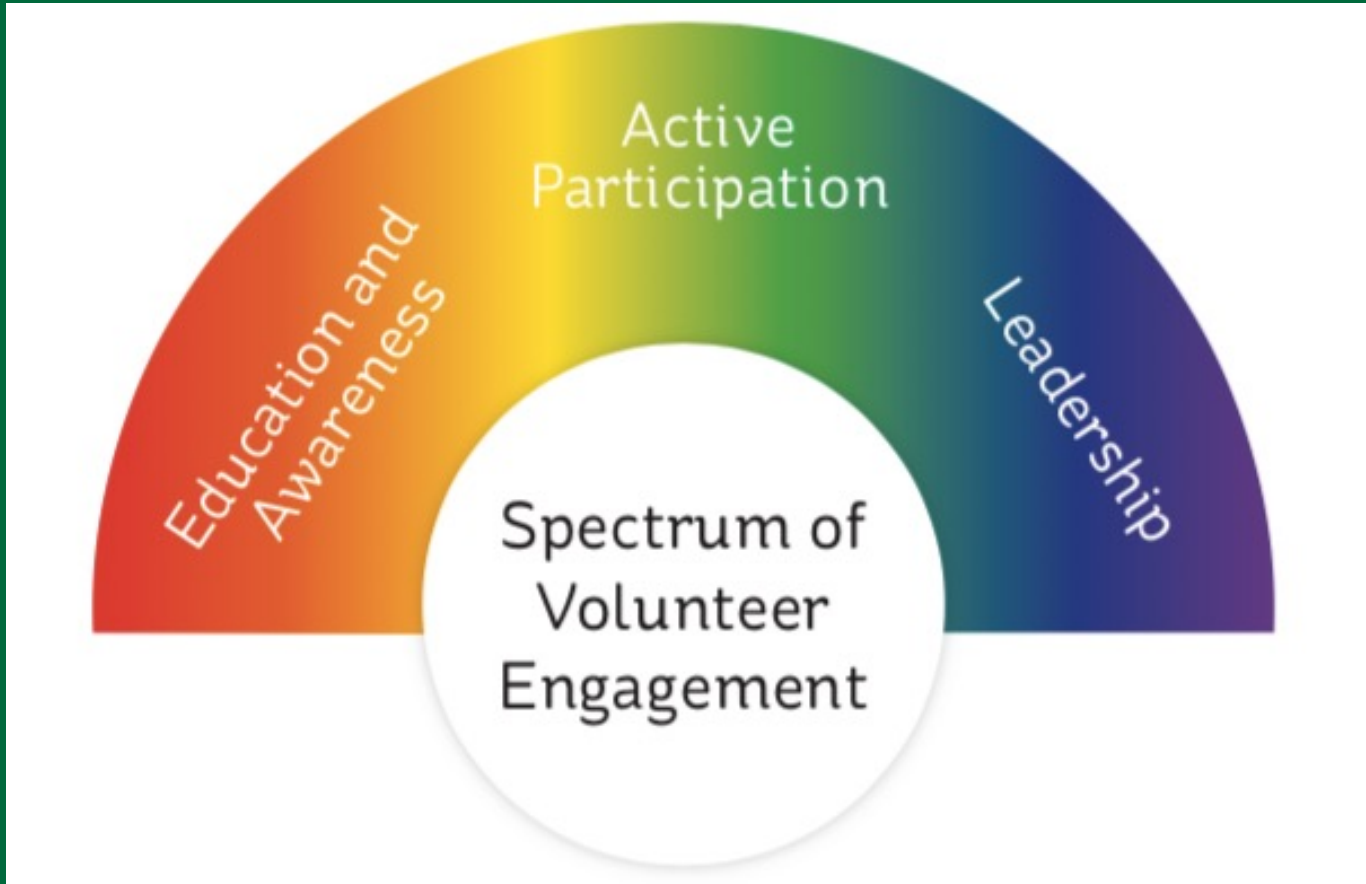 Education and
Awareness
Active
Participation
Leadership
Spectrum of
Volunteer
Engagement